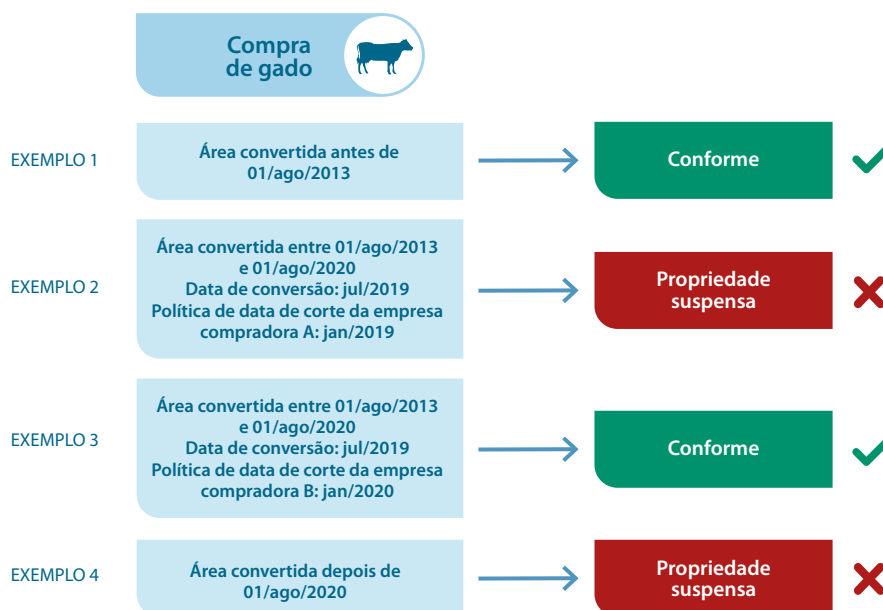 Compra
de gado
EXEMPLO 1
Área convertida antes de
01/ago/2013
Conforme
EXEMPLO 2
Área convertida entre 01/ago/2013
e 01/ago/2020
Data de conversão: jul/2019
Política de data de corte da empresa
compradora A: jan/2019
Propriedade
suspensa
EXEMPLO 3
Área convertida entre 01/ago/2013
e 01/ago/2020
Data de conversão: jul/2019
Política de data de corte da empresa
compradora B: jan/2020
Conforme
EXEMPLO 4
Área convertida depois de
01/ago/2020
Propriedade
suspensa